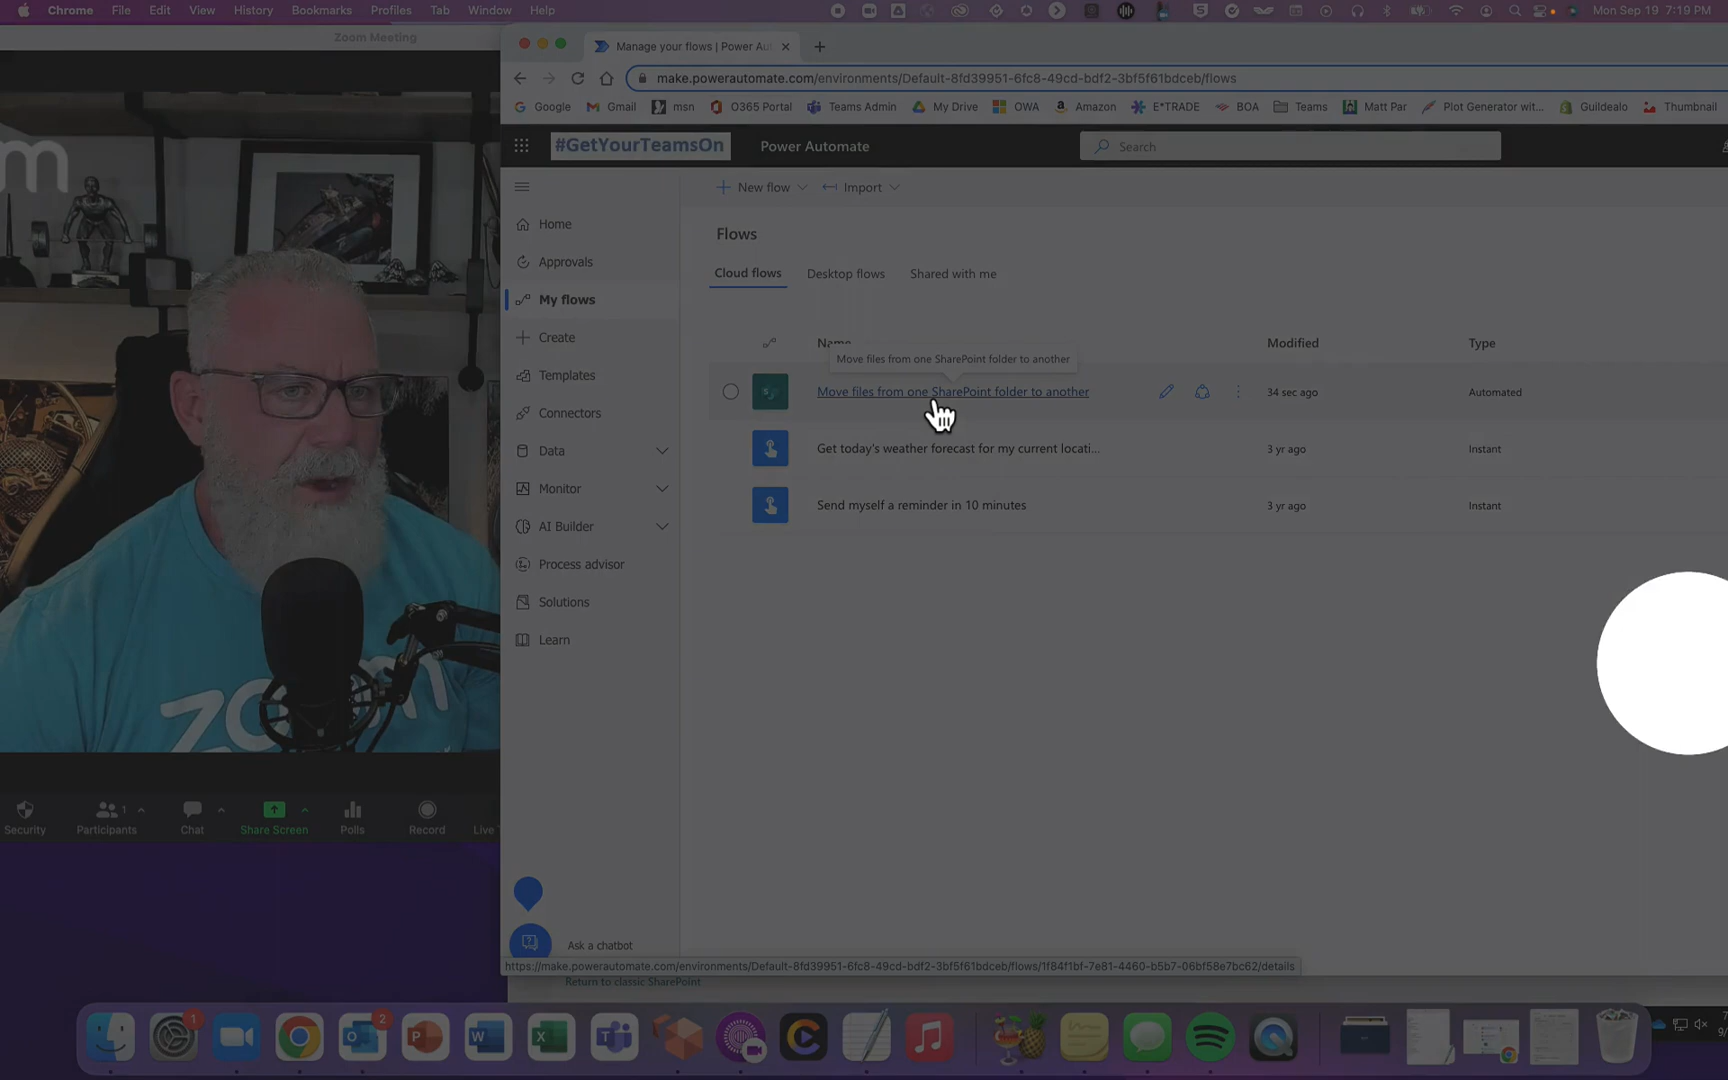 Chrome File Edit View History Bookmarks Profiles Tab Window Help Mon Sep 19 7:19 PM
Zoom Meeting
Manage your flows | Power Aut
make.powerautomate.com/environments/Default-8fd39951-6fc8-49cd-bdf2-3bf5f61bdceb/flows
Google Gmail msn O365 Portal Teams Admin My Drive OWA Amazon E*TRADE BOA Teams Matt Par Plot Generator wit... Guildealo Thumbnail
#GetYourTeamsOn Power Automate Search
m
New flow Import
Home
Flows
Approvals
Cloud flows Desktop flows Shared with me
My flows
Create
Name Modified Type
Move files from one SharePoint folder to another
Templates
Move files from one SharePoint folder to another 34 sec ago Automated
Connectors
Data
Get today's weather forecast for my current locati... 3 yr ago Instant
Monitor
Send myself a reminder in 10 minutes 3 yr ago Instant
AI Builder
Process advisor
Solutions
Learn
zoom
1
Security Participants Chat Share Screen Polls Record Live
Ask a chatbot
https://make.powerautomate.com/environments/Default-8fd39951-6fc8-49cd-bdf2-3bf5f61bdceb/flows/1f84f1bf-7e81-4460-b5b7-06bf58e7bc62/details
Return to classic SharePoint
1 2